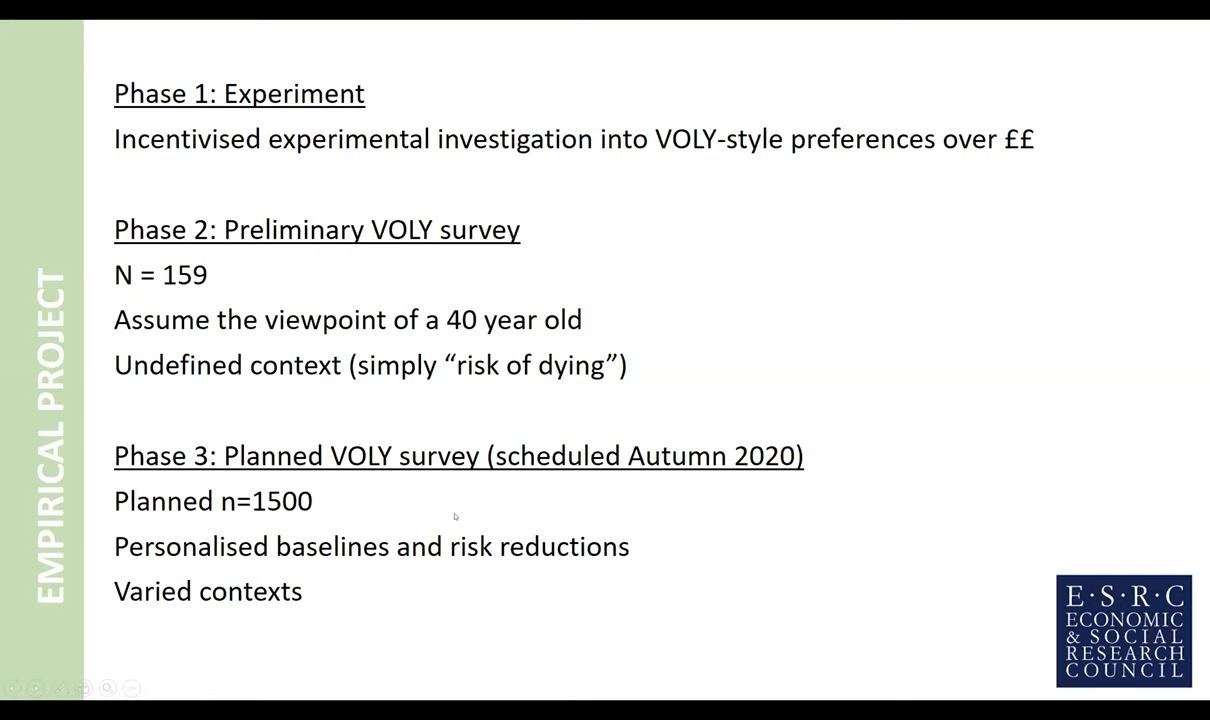 Phase 1: Experiment
Incentivised experimental investigation into VOLY-style preferences over ££
Phase 2: Preliminary VOLY survey
N = 159
Assume the viewpoint of a 40 year old
Undefined context (simply “risk of dying”)
Phase 3: Planned VOLY survey (scheduled Autumn 2020)
Planned n=1500
Personalised baselines and risk reductions
Varied contexts
EMPIRICAL PROJECT
E·S·R·C
ECONOMIC
& SOCIAL
RESEARCH
COUNCIL